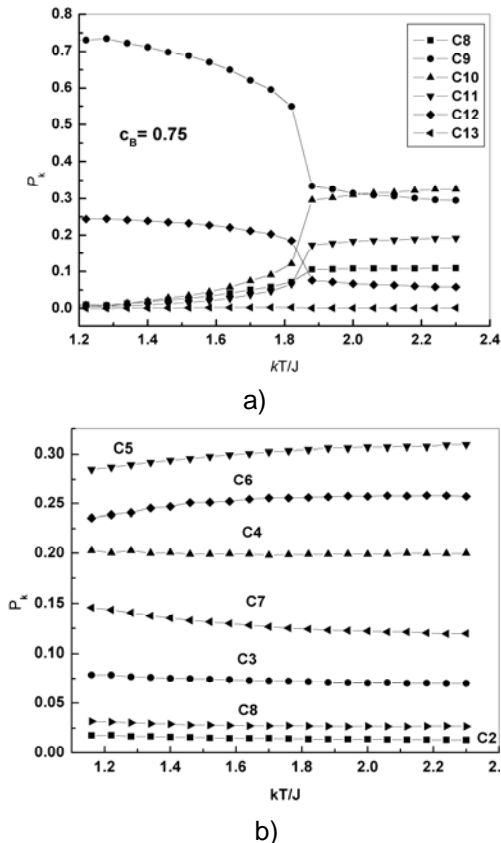 0.8
0.7
0.6
0.5
0.4
0.3
0.2
0.1
0.0
P_k
c_B = 0.75
C8
C9
C10
C11
C12
C13
1.2 1.4 1.6 1.8 2.0 2.2 2.4
kT/J
a)
0.30
0.25
0.20
0.15
0.10
0.05
0.00
P_k
C5
C6
C4
C7
C3
C8
C2
1.2 1.4 1.6 1.8 2.0 2.2 2.4
kT/J
b)